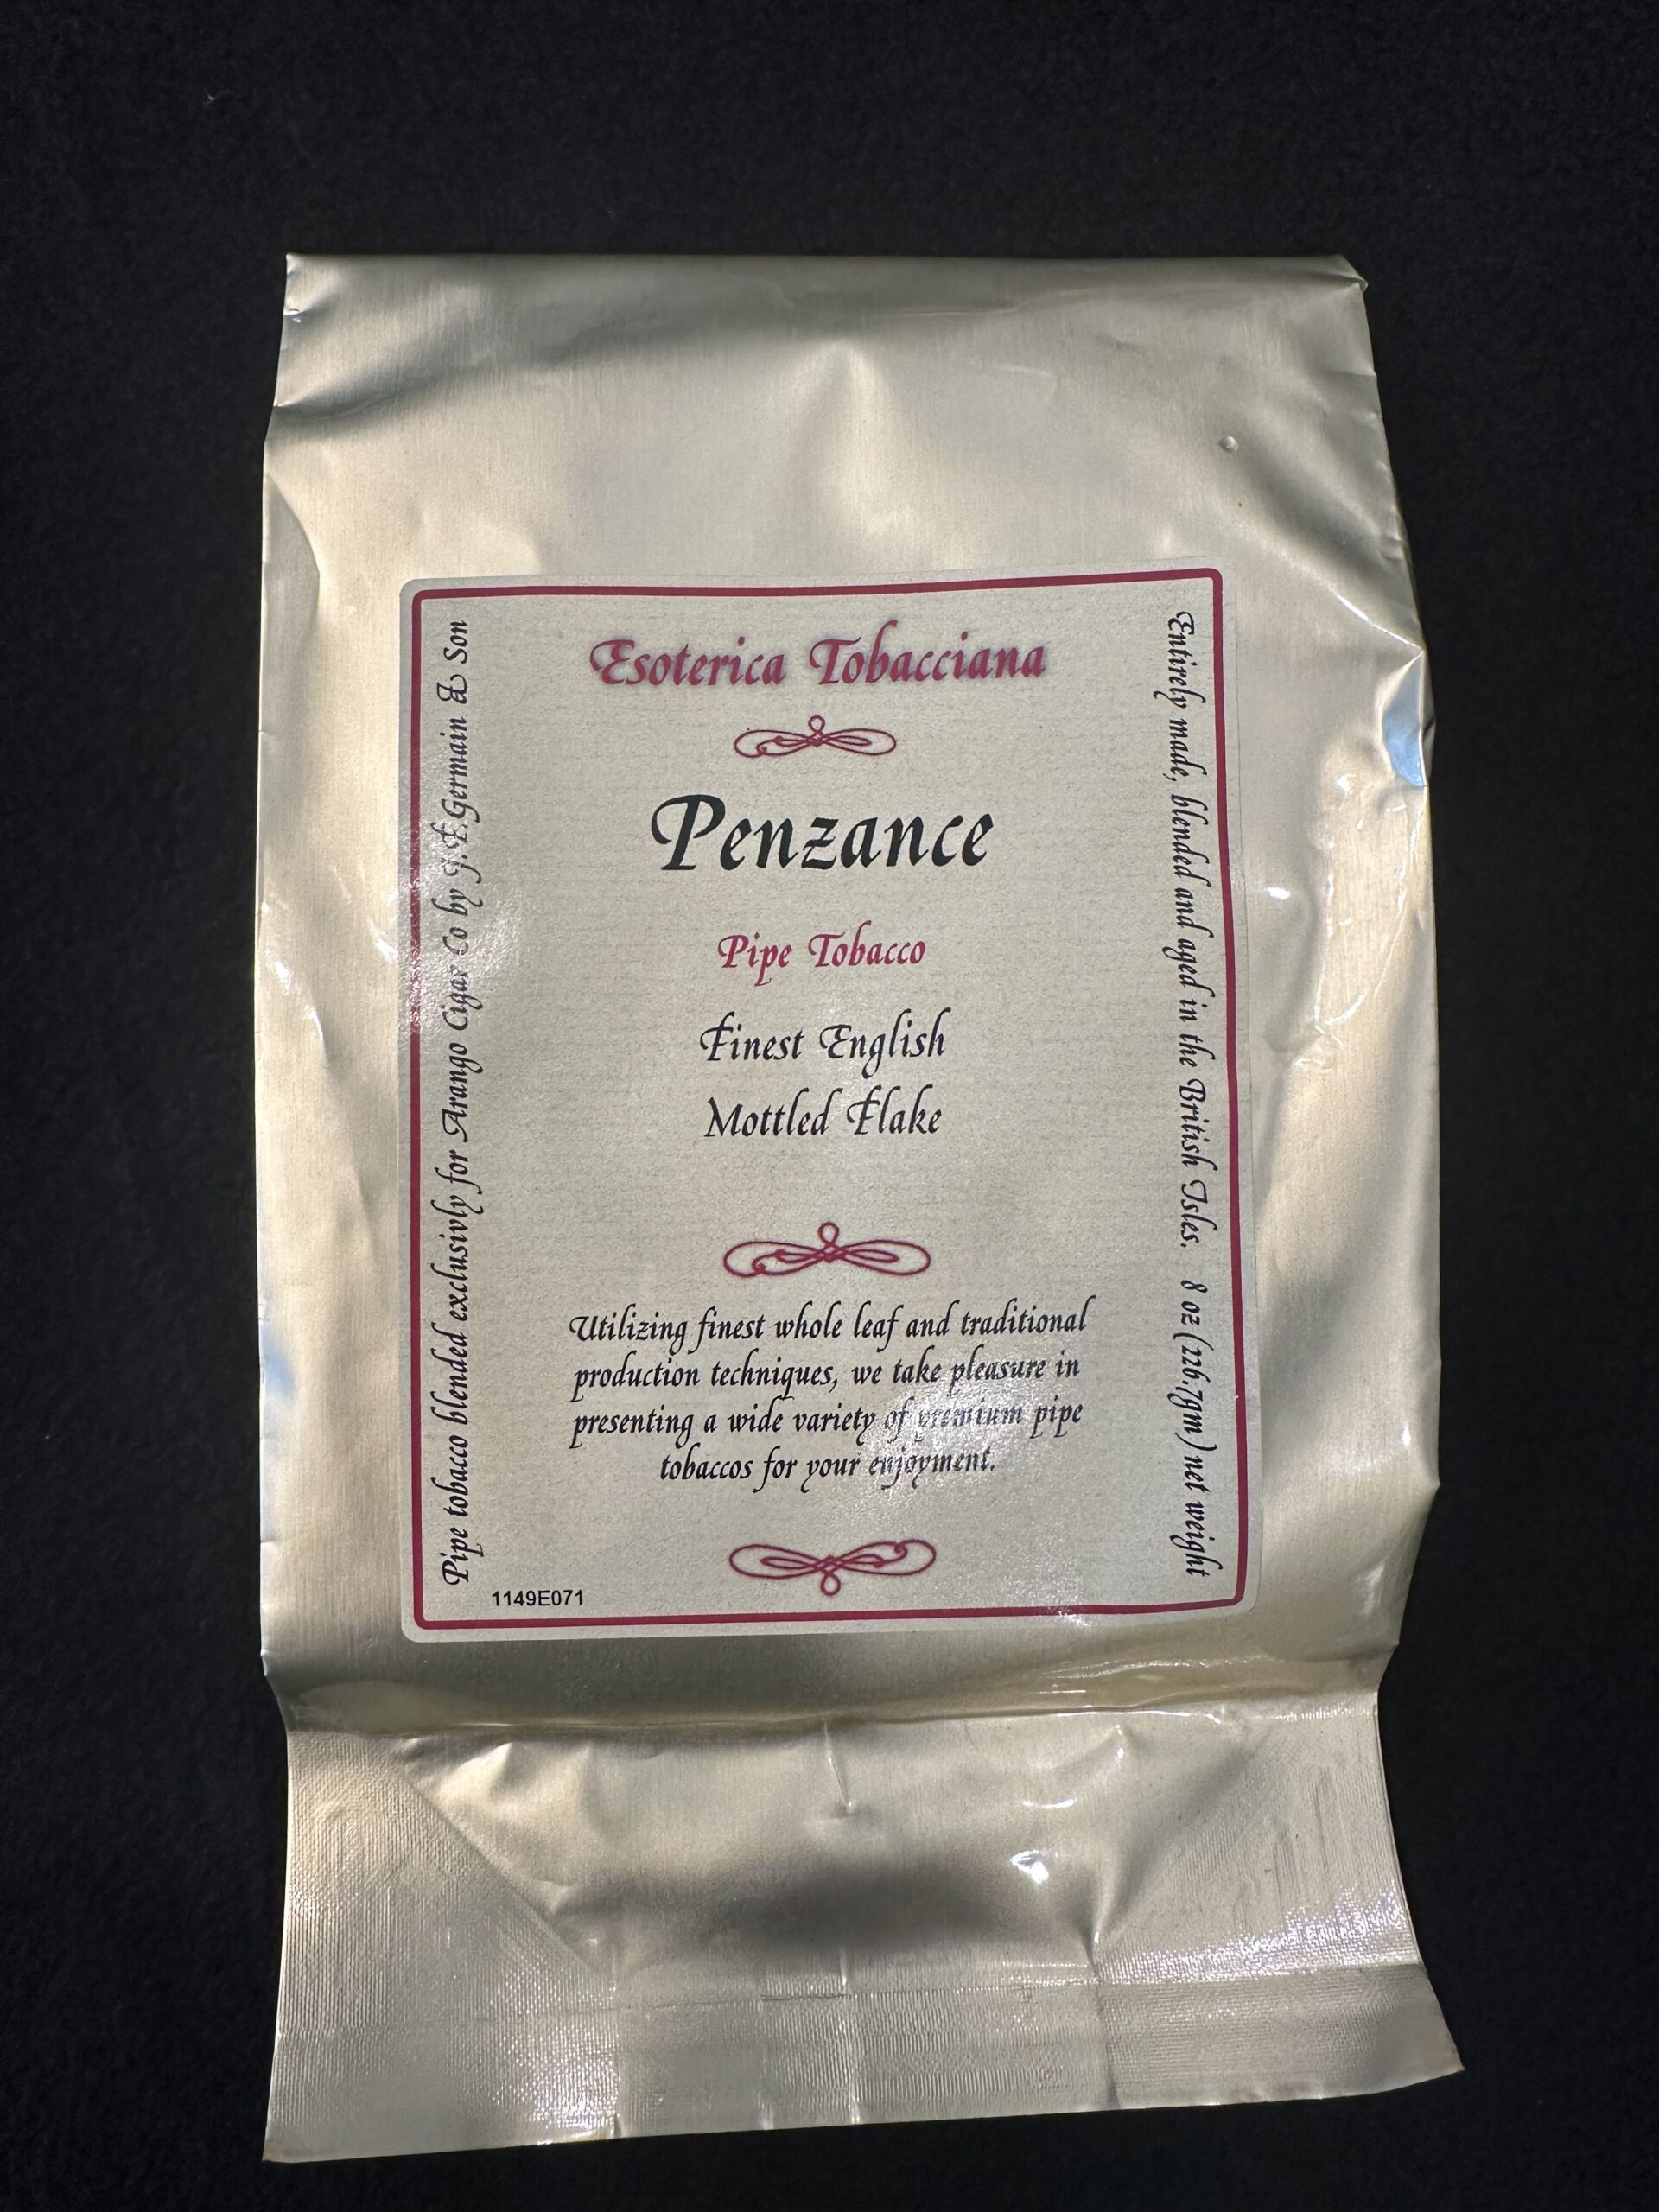 Esoterica Tobacciana
Penzance
Pipe Tobacco
Finest English
Mottled Flake
Utilizing finest whole leaf and traditional
production techniques, we take pleasure in
presenting a wide variety of premium pipe
tobaccos for your enjoyment.
Pipe tobacco blended exclusivly for Arango Cigar Co by J.F.Germain & Son
Entirely made, blended and aged in the British Isles. 8 oz (226.7gm) net weight
1149E071